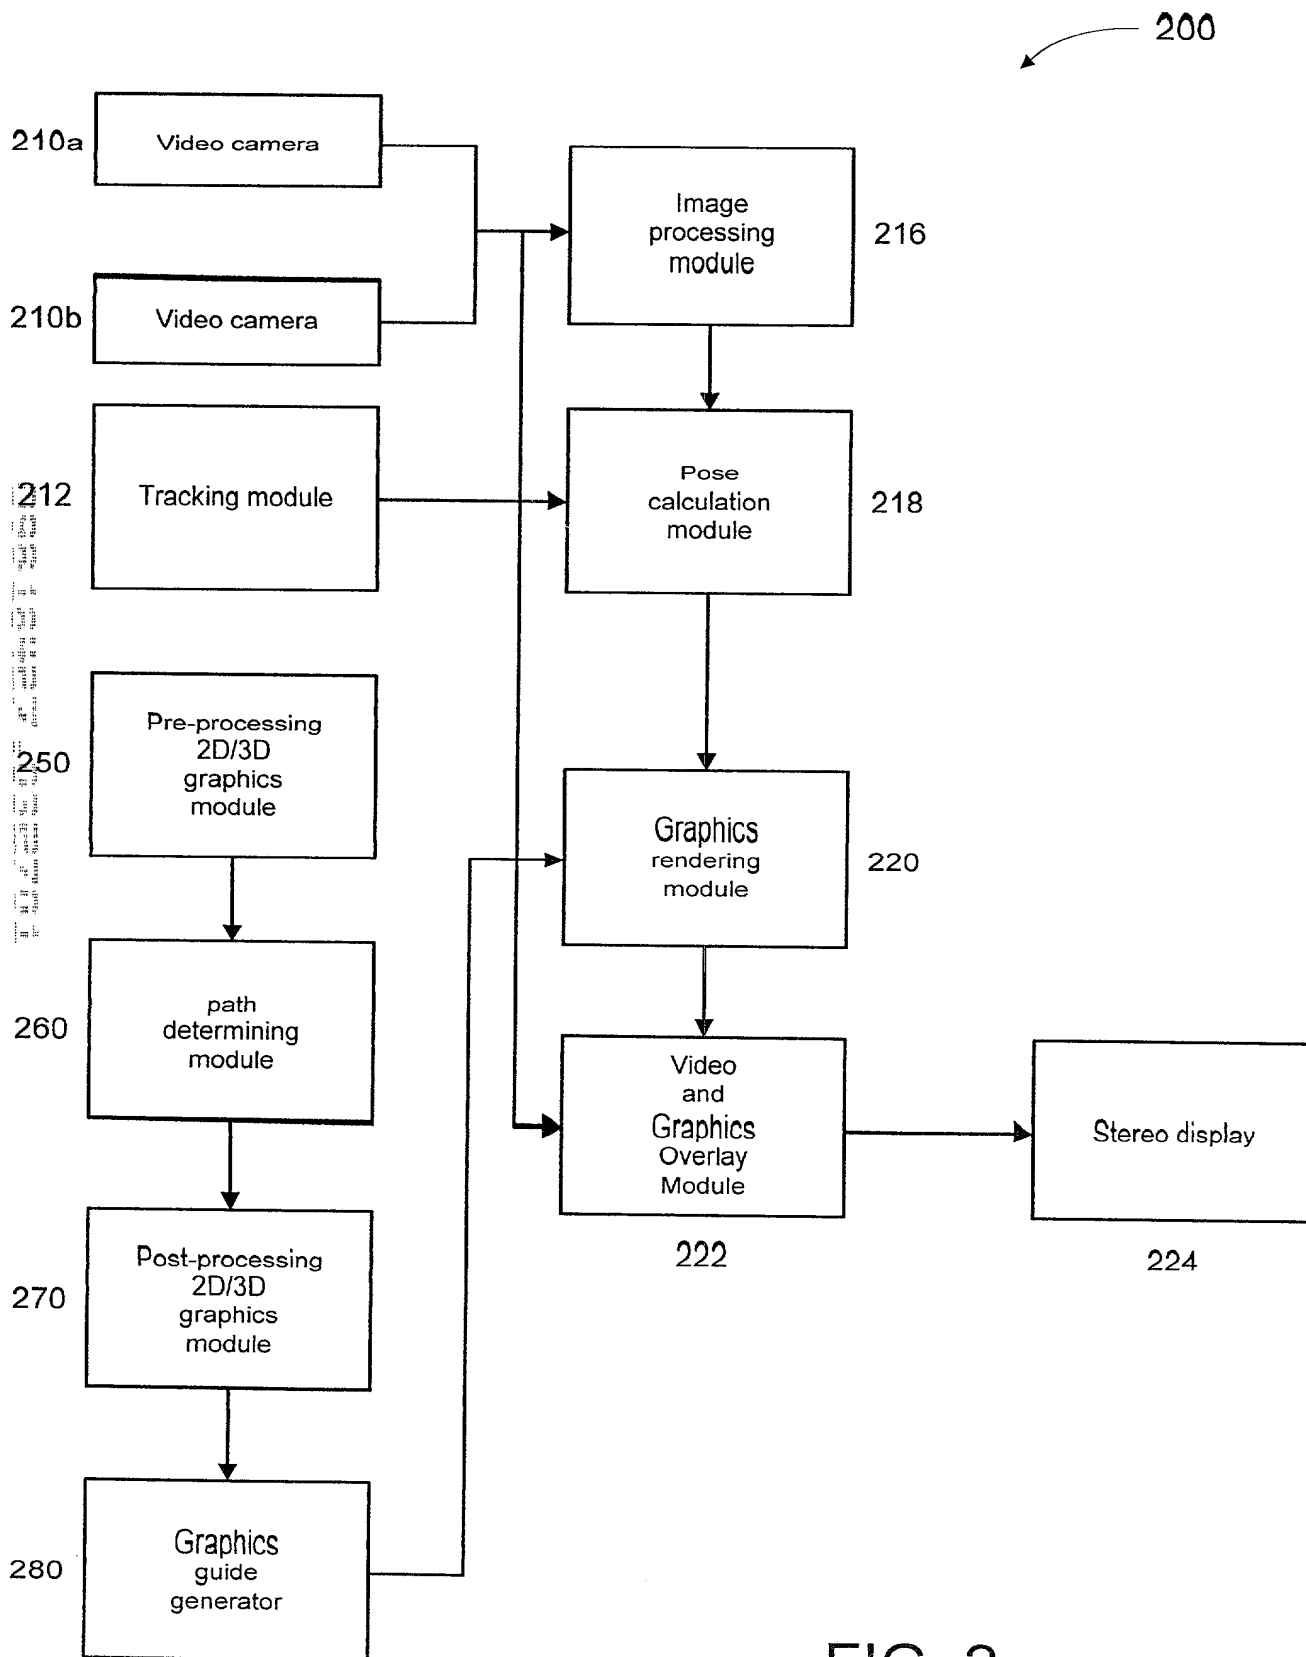 200
210a
Video camera
210b
Video camera
Image
processing
module
216
212
Tracking module
Pose
calculation
module
218
250
Pre-processing
2D/3D
graphics
module
Graphics
rendering
module
220
260
path
determining
module
Video
and
Graphics
Overlay
Module
222
Stereo display
224
270
Post-processing
2D/3D
graphics
module
280
Graphics
guide
generator